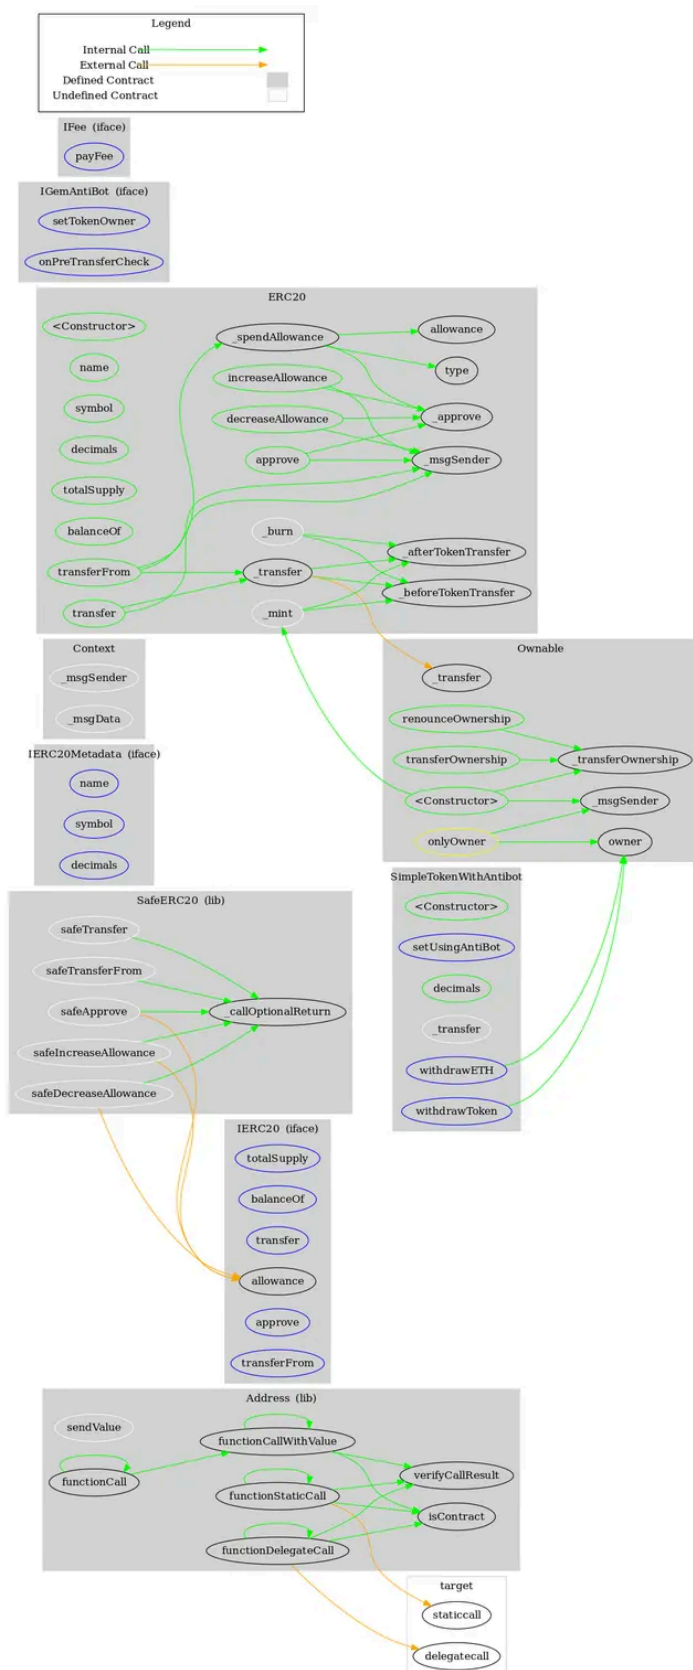 Legend
Internal Call
External Call
Defined Contract
Undefined Contract
IFee (iface)
payFee
IGemAntiBot (iface)
setTokenOwner
onPreTransferCheck
ERC20
<Constructor>
name
symbol
decimals
totalSupply
balanceOf
transferFrom
transfer
_spendAllowance
increaseAllowance
decreaseAllowance
approve
_burn
_transfer
_mint
allowance
type
_approve
_msgSender
_afterTokenTransfer
_beforeTokenTransfer
Context
_msgSender
_msgData
Ownable
_transfer
renounceOwnership
transferOwnership
<Constructor>
onlyOwner
_transferOwnership
_msgSender
owner
IERC20Metadata (iface)
name
symbol
decimals
SimpleTokenWithAntibot
<Constructor>
setUsingAntiBot
decimals
_transfer
withdrawETH
withdrawToken
SafeERC20 (lib)
safeTransfer
safeTransferFrom
safeApprove
safeIncreaseAllowance
safeDecreaseAllowance
_callOptionalReturn
IERC20 (iface)
totalSupply
balanceOf
transfer
allowance
approve
transferFrom
Address (lib)
sendValue
functionCall
functionCallWithValue
functionStaticCall
functionDelegateCall
verifyCallResult
isContract
target
staticcall
delegatecall